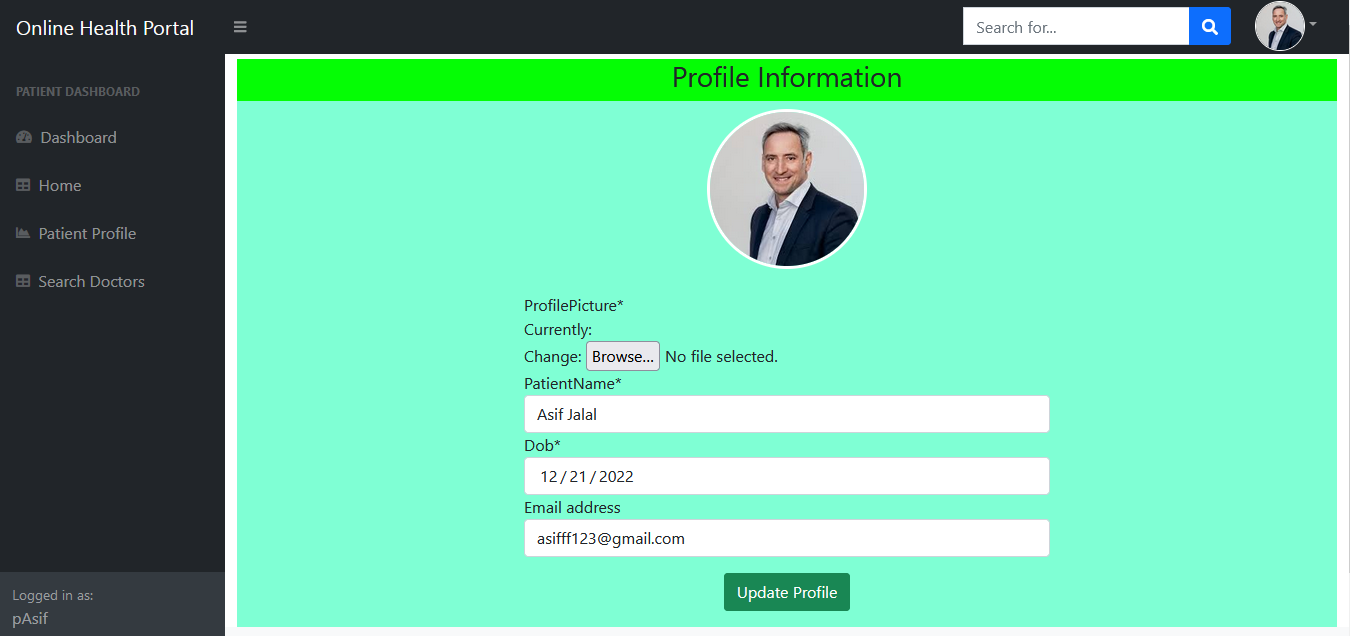 Online Health Portal
Search for...
PATIENT DASHBOARD
Dashboard
Home
Patient Profile
Search Doctors
Logged in as:
pAsif
Profile Information
ProfilePicture*
Currently:
Change: Browse... No file selected.
PatientName*
Asif Jalal
Dob*
12 / 21 / 2022
Email address
asifff123@gmail.com
Update Profile